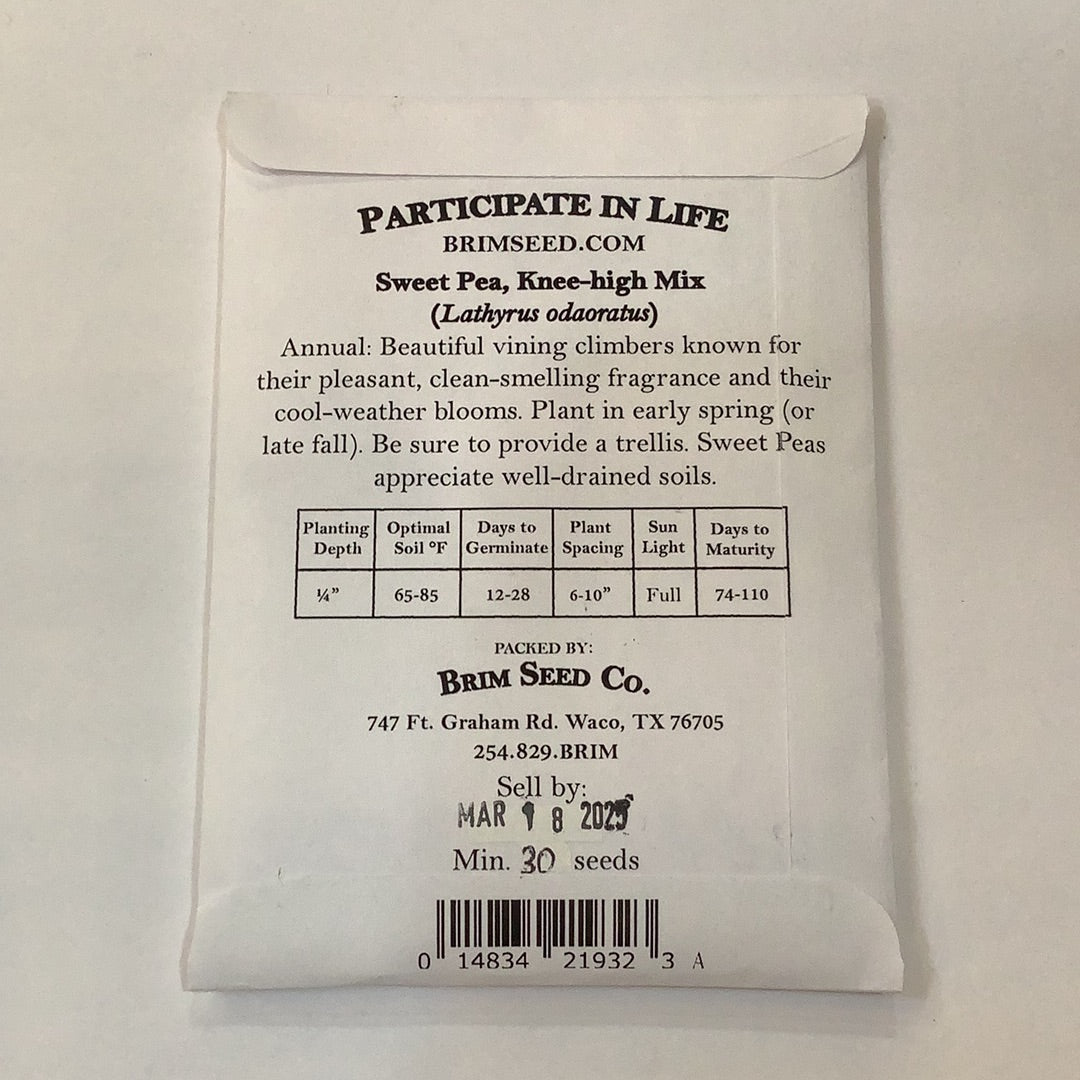 PARTICIPATE IN LIFE
BRIMSEED.COM
Sweet Pea, Knee-high Mix
(Lathyrus odaoratus)
Annual: Beautiful vining climbers known for
their pleasant, clean-smelling fragrance and their
cool-weather blooms. Plant in early spring (or
late fall). Be sure to provide a trellis. Sweet Peas
appreciate well-drained soils.
Planting Depth Optimal Soil °F Days to Germinate Plant Spacing Sun Light Days to Maturity
¼” 65-85 12-28 6-10” Full 74-110
PACKED BY:
BRIM SEED CO.
747 Ft. Graham Rd. Waco, TX 76705
254.829.BRIM
Sell by:
MAR 18 2025
Min. 30 seeds
0 14834 21932 3 A